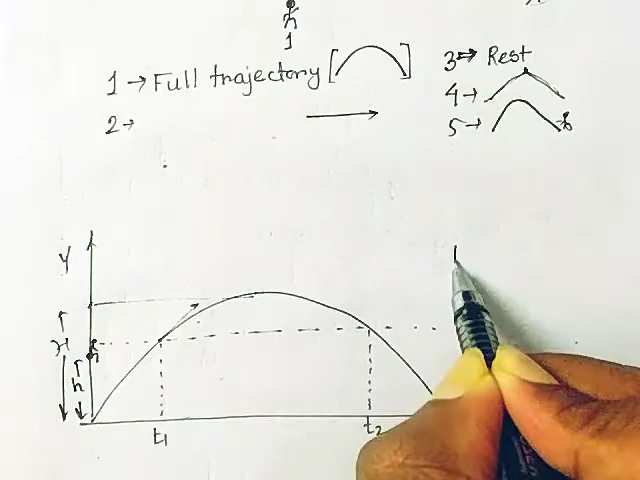 1
1 → Full trajectory [ ]
2 →
3 → Rest
4 →
5 →
Y
H
h
t1
t2